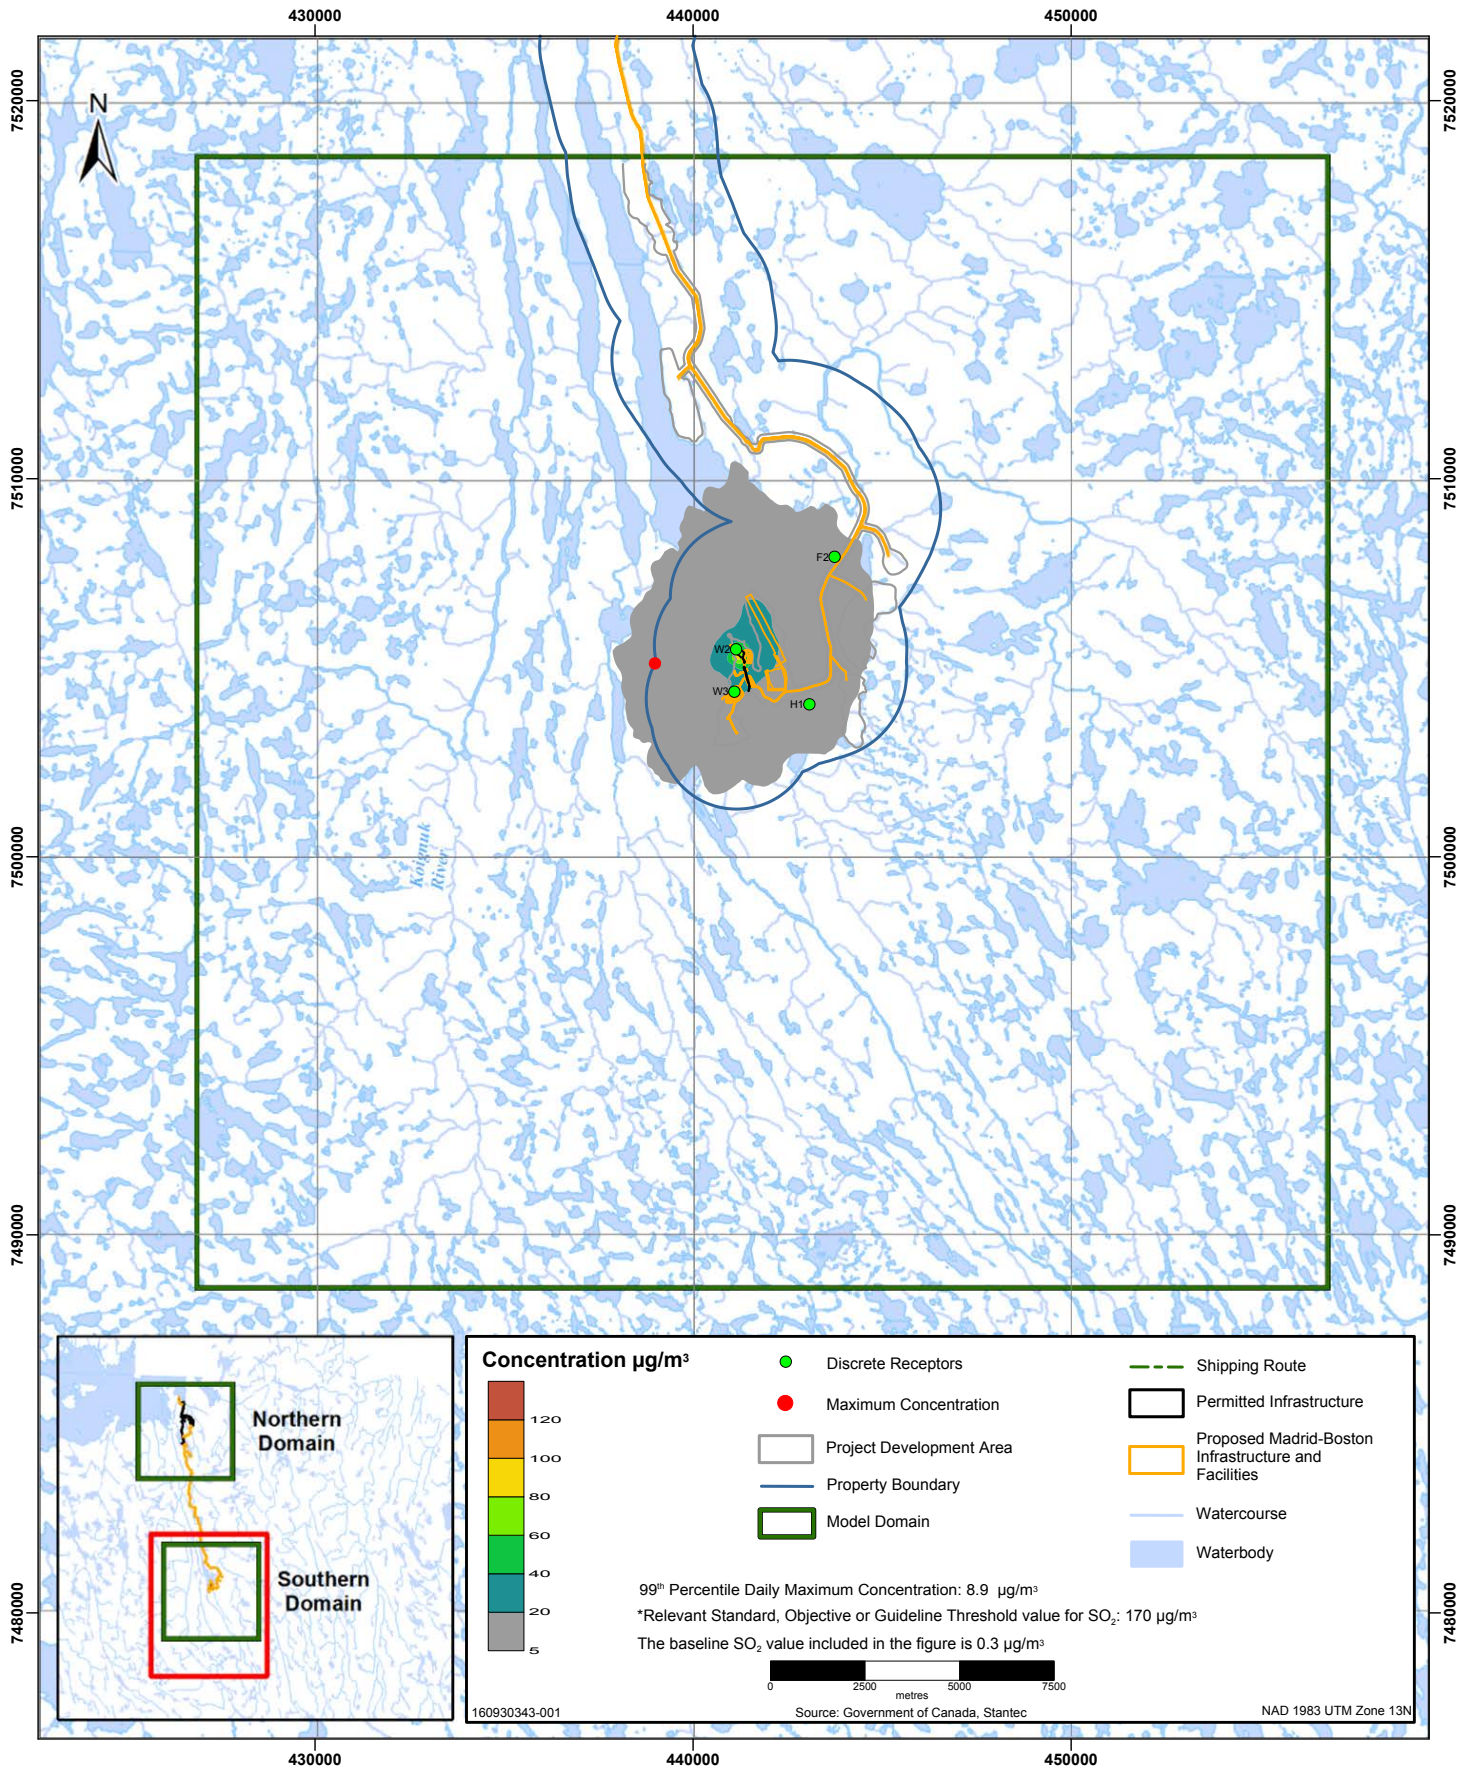 430000
440000
450000
7520000
7520000
N
7510000
7510000
F2
W2
W3
H1
7500000
7500000
Koignuk
River
7490000
7490000
7480000
7480000
Northern
Domain
Southern
Domain
Concentration µg/m³
120
100
80
60
40
20
5
Discrete Receptors
Maximum Concentration
Project Development Area
Property Boundary
Model Domain
Shipping Route
Permitted Infrastructure
Proposed Madrid-Boston
Infrastructure and
Facilities
Watercourse
Waterbody
99th Percentile Daily Maximum Concentration: 8.9 µg/m³
*Relevant Standard, Objective or Guideline Threshold value for SO₂: 170 µg/m³
The baseline SO₂ value included in the figure is 0.3 µg/m³
0 2500 5000 7500
metres
160930343-001
Source: Government of Canada, Stantec
NAD 1983 UTM Zone 13N
430000
440000
450000